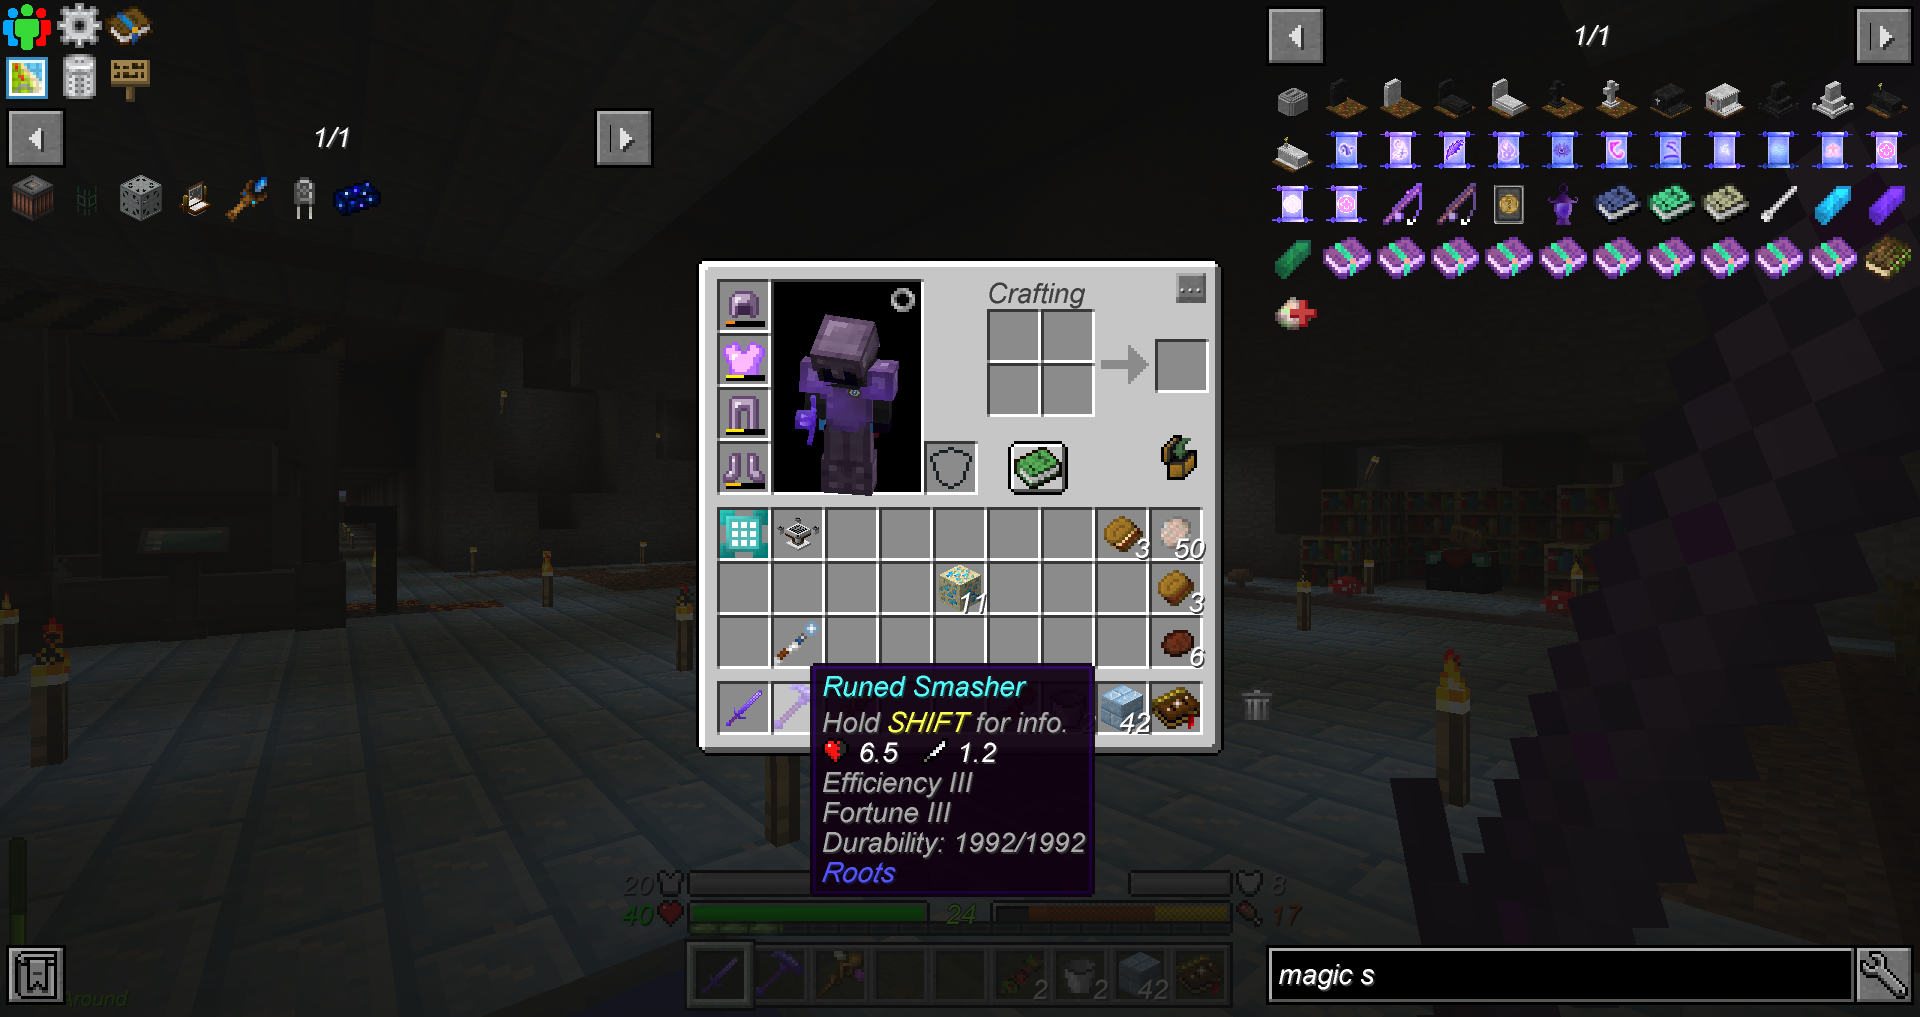 1/1
1/1
Crafting
3
50
11
3
6
Runed Smasher
Hold SHIFT for info.
6.5 1.2
Efficiency III
Fortune III
Durability: 1992/1992
Roots
2
42
20
8
40
24
17
2
2
42
Around
magic s